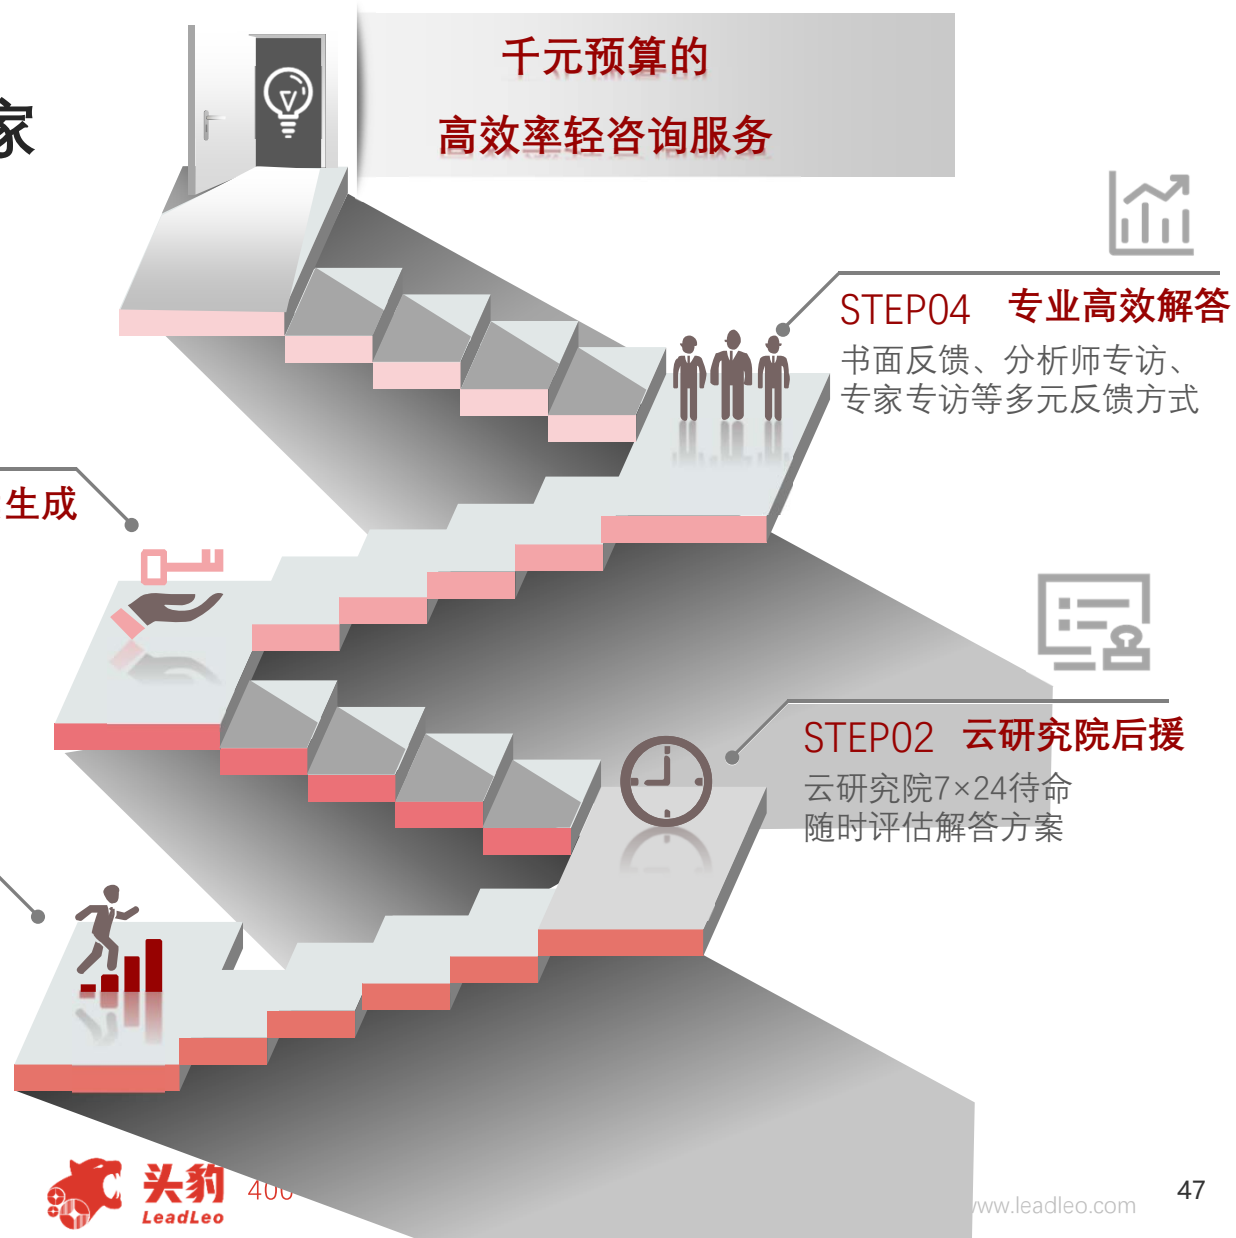 千元预算的
高效率轻咨询服务
家
STEP04 专业高效解答
书面反馈、分析师专访、
专家专访等多元反馈方式
生成
STEP02 云研究院后援
云研究院7×24待命
随时评估解答方案
头豹
LeadLeo
400
www.leadleo.com
47